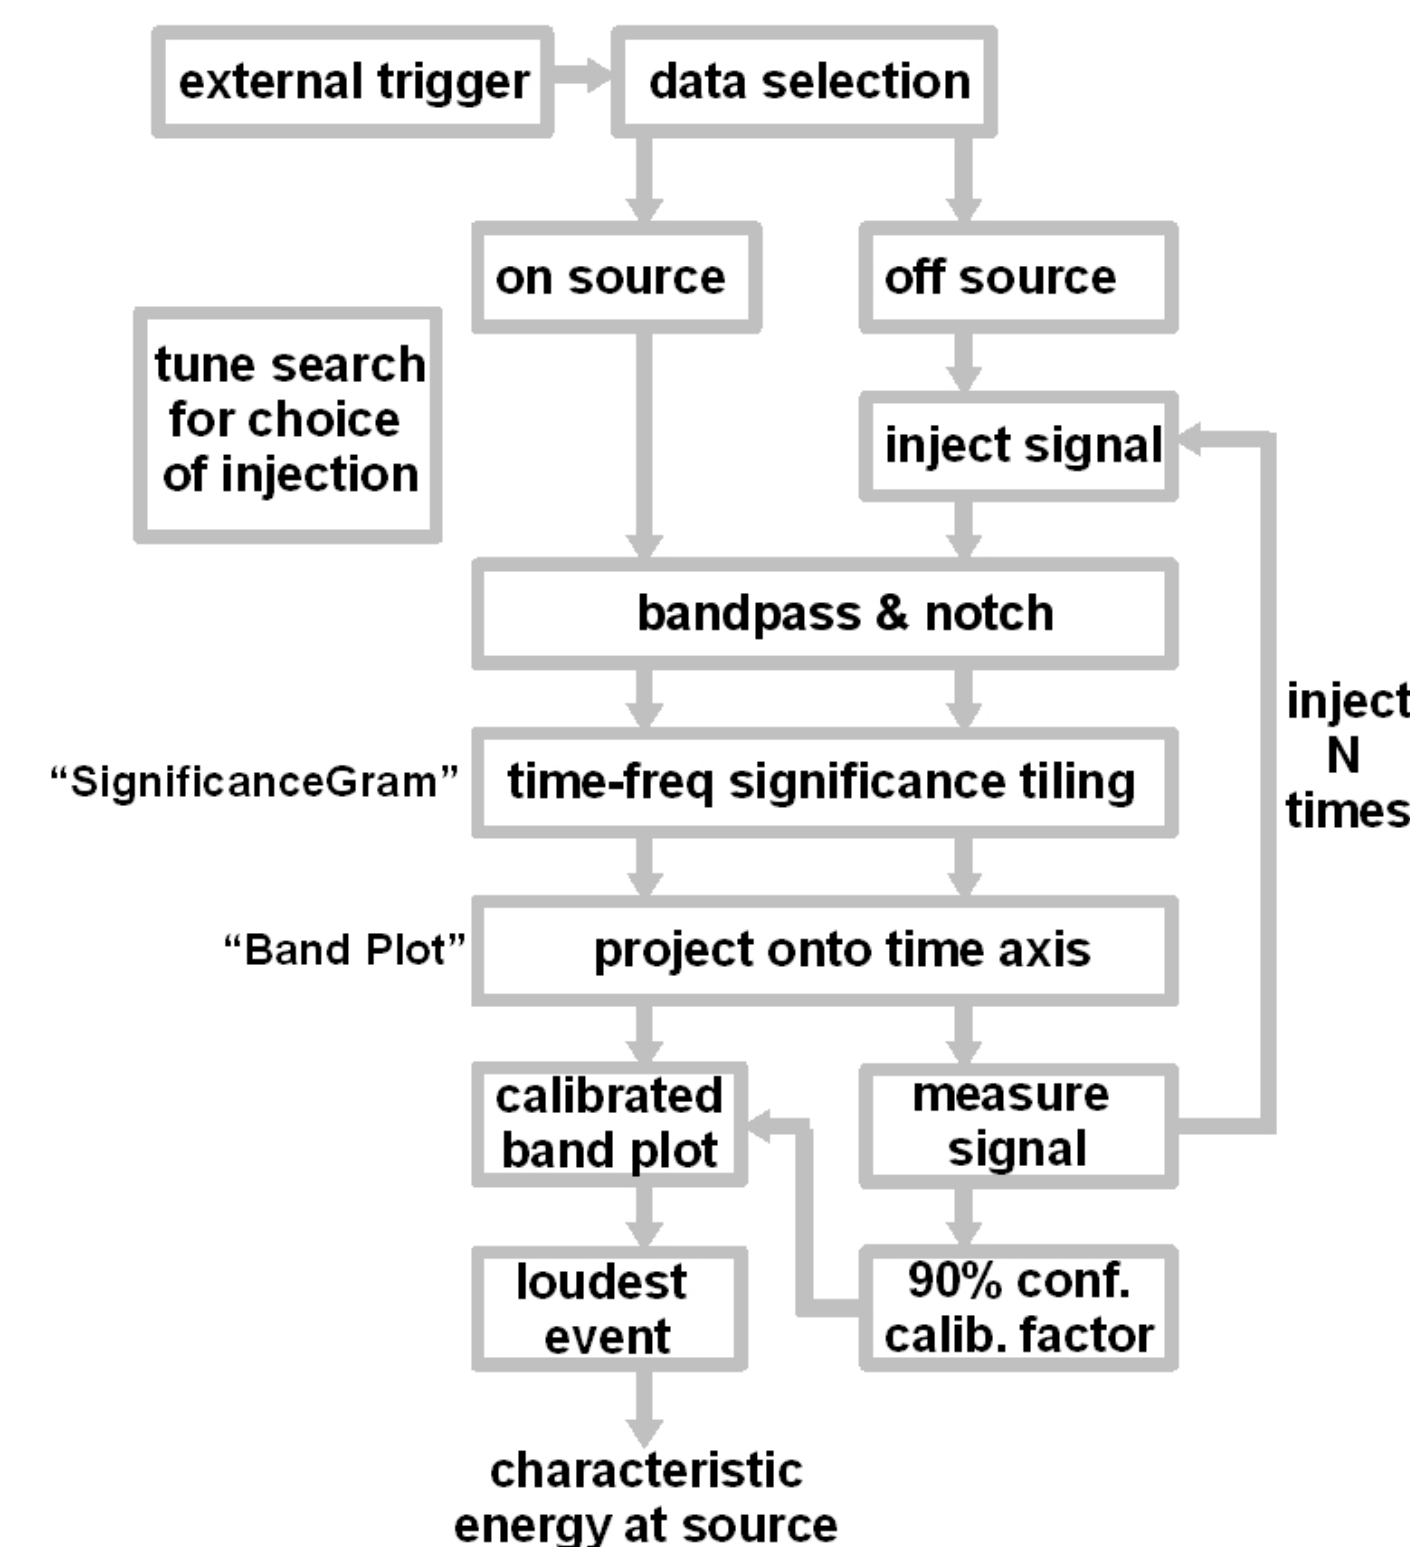 external trigger
data selection
on source
off source
tune search
for choice
of injection
inject signal
bandpass & notch
inject
N
times
“SignificanceGram”
time-freq significance tiling
“Band Plot”
project onto time axis
calibrated
band plot
measure
signal
loudest
event
90% conf.
calib. factor
characteristic
energy at source